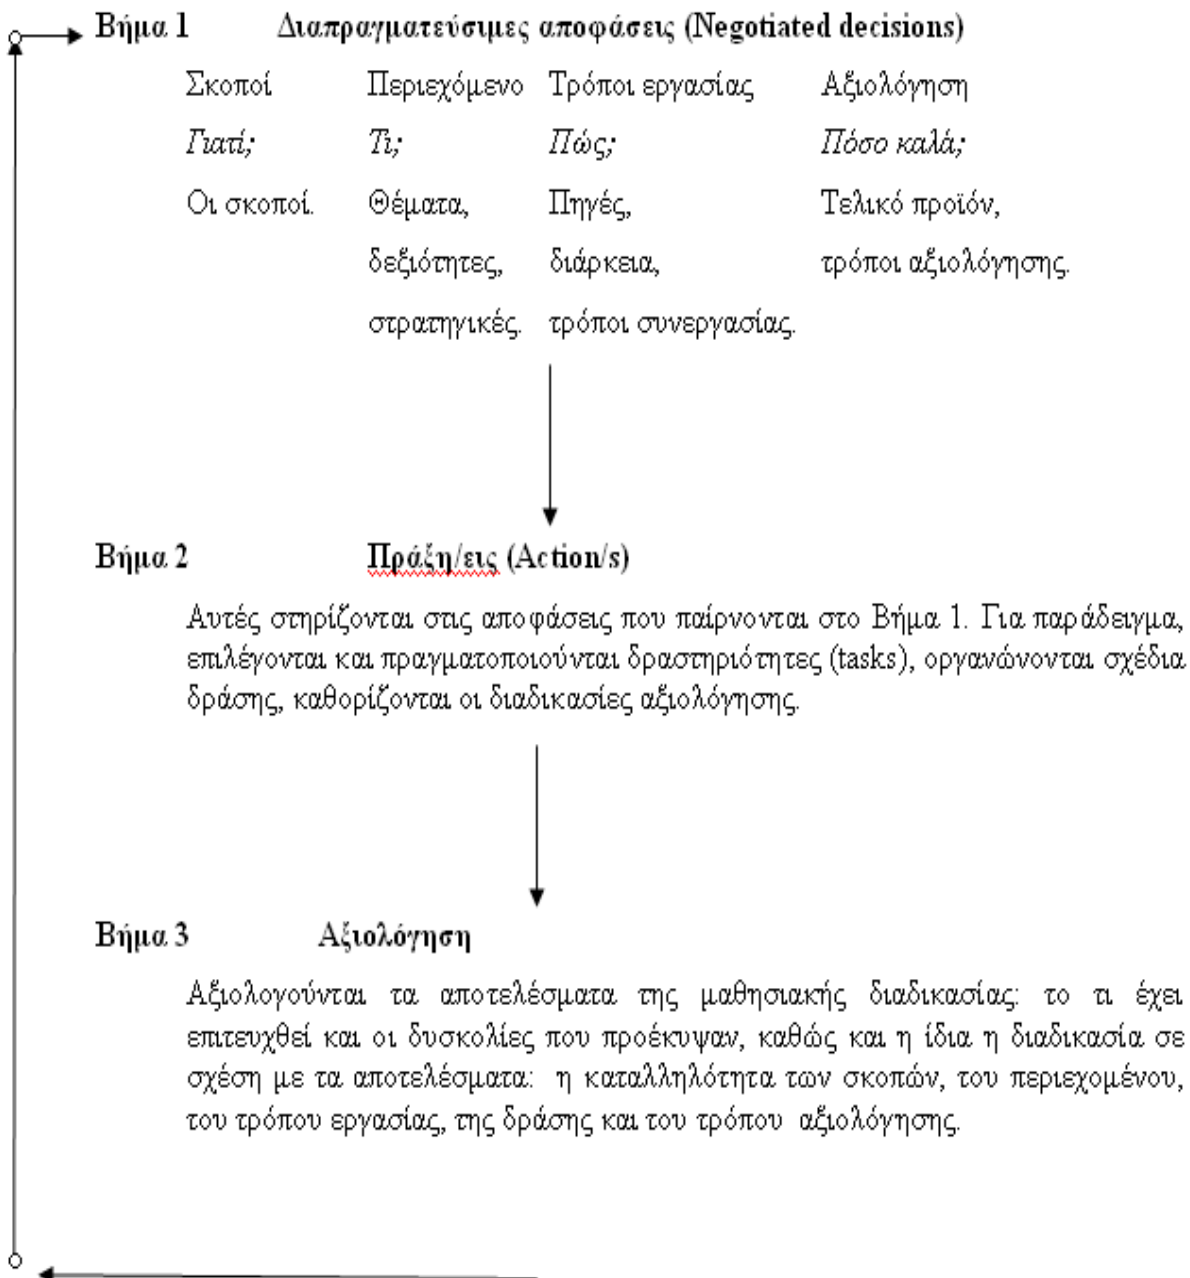 Βήμα 1 Διαπραγματεύσιμες αποφάσεις (Negotiated decisions)
Σκοποί Περιεχόμενο Τρόποι εργασίας Αξιολόγηση
Γιατί; Τι; Πώς; Πόσο καλά;
Οι σκοποί. Θέματα, Πηγές, Τελικό προϊόν,
δεξιότητες, διάρκεια, τρόποι αξιολόγησης.
στρατηγικές. τρόποι συνεργασίας.
Βήμα 2 Πράξη/εις (Action/s)
Αυτές στηρίζονται στις αποφάσεις που παίρνονται στο Βήμα 1. Για παράδειγμα,
επιλέγονται και πραγματοποιούνται δραστηριότητες (tasks), οργανώνονται σχέδια
δράσης, καθορίζονται οι διαδικασίες αξιολόγησης.
Βήμα 3 Αξιολόγηση
Αξιολογούνται τα αποτελέσματα της μαθησιακής διαδικασίας: το τι έχει
επιτευχθεί και οι δυσκολίες που προέκυψαν, καθώς και η ίδια η διαδικασία σε
σχέση με τα αποτελέσματα: η καταλληλότητα των σκοπών, του περιεχομένου,
του τρόπου εργασίας, της δράσης και του τρόπου αξιολόγησης.